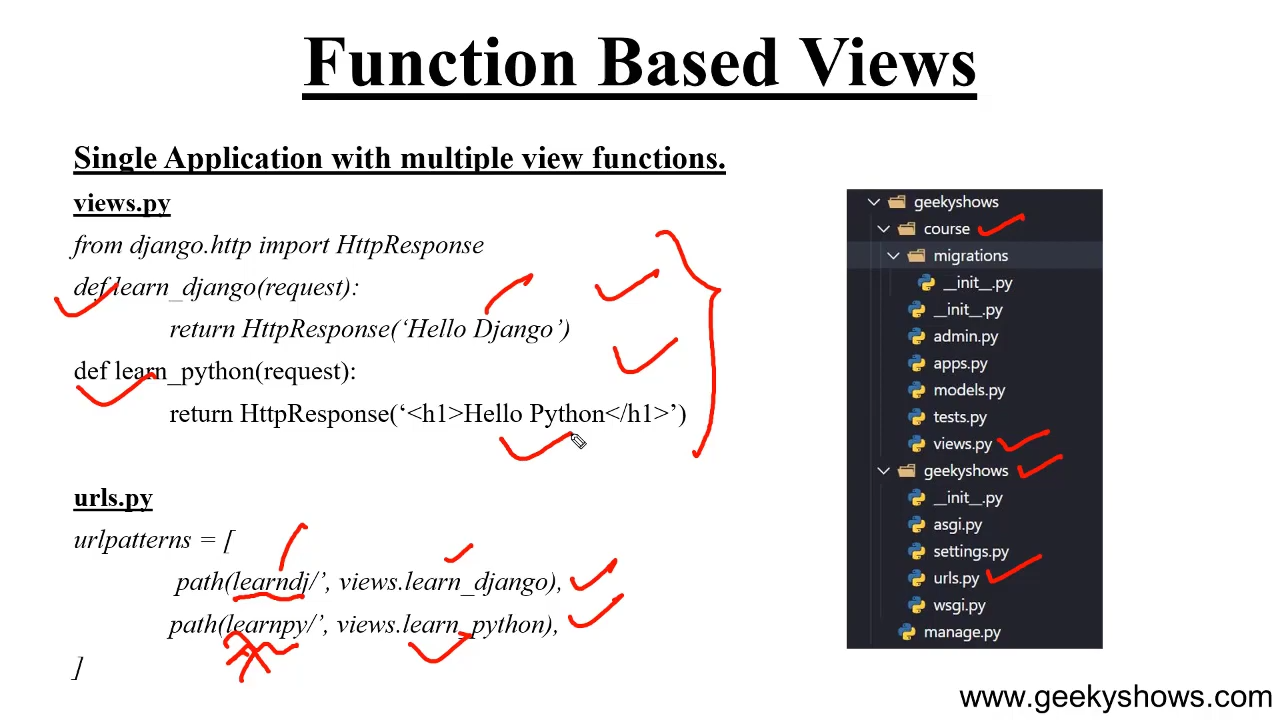 Function Based Views
Single Application with multiple view functions.
views.py
from django.http import HttpResponse
def learn_django(request):
return HttpResponse(‘Hello Django’)
def learn_python(request):
return HttpResponse(‘<h1>Hello Python</h1>’)
urls.py
urlpatterns = [
path(learndj/’, views.learn_django),
path(learnpy/’, views.learn_python),
]
geekyshows
course
migrations
__init__.py
__init__.py
admin.py
apps.py
models.py
tests.py
views.py
geekyshows
__init__.py
asgi.py
settings.py
urls.py
wsgi.py
manage.py
www.geekyshows.com